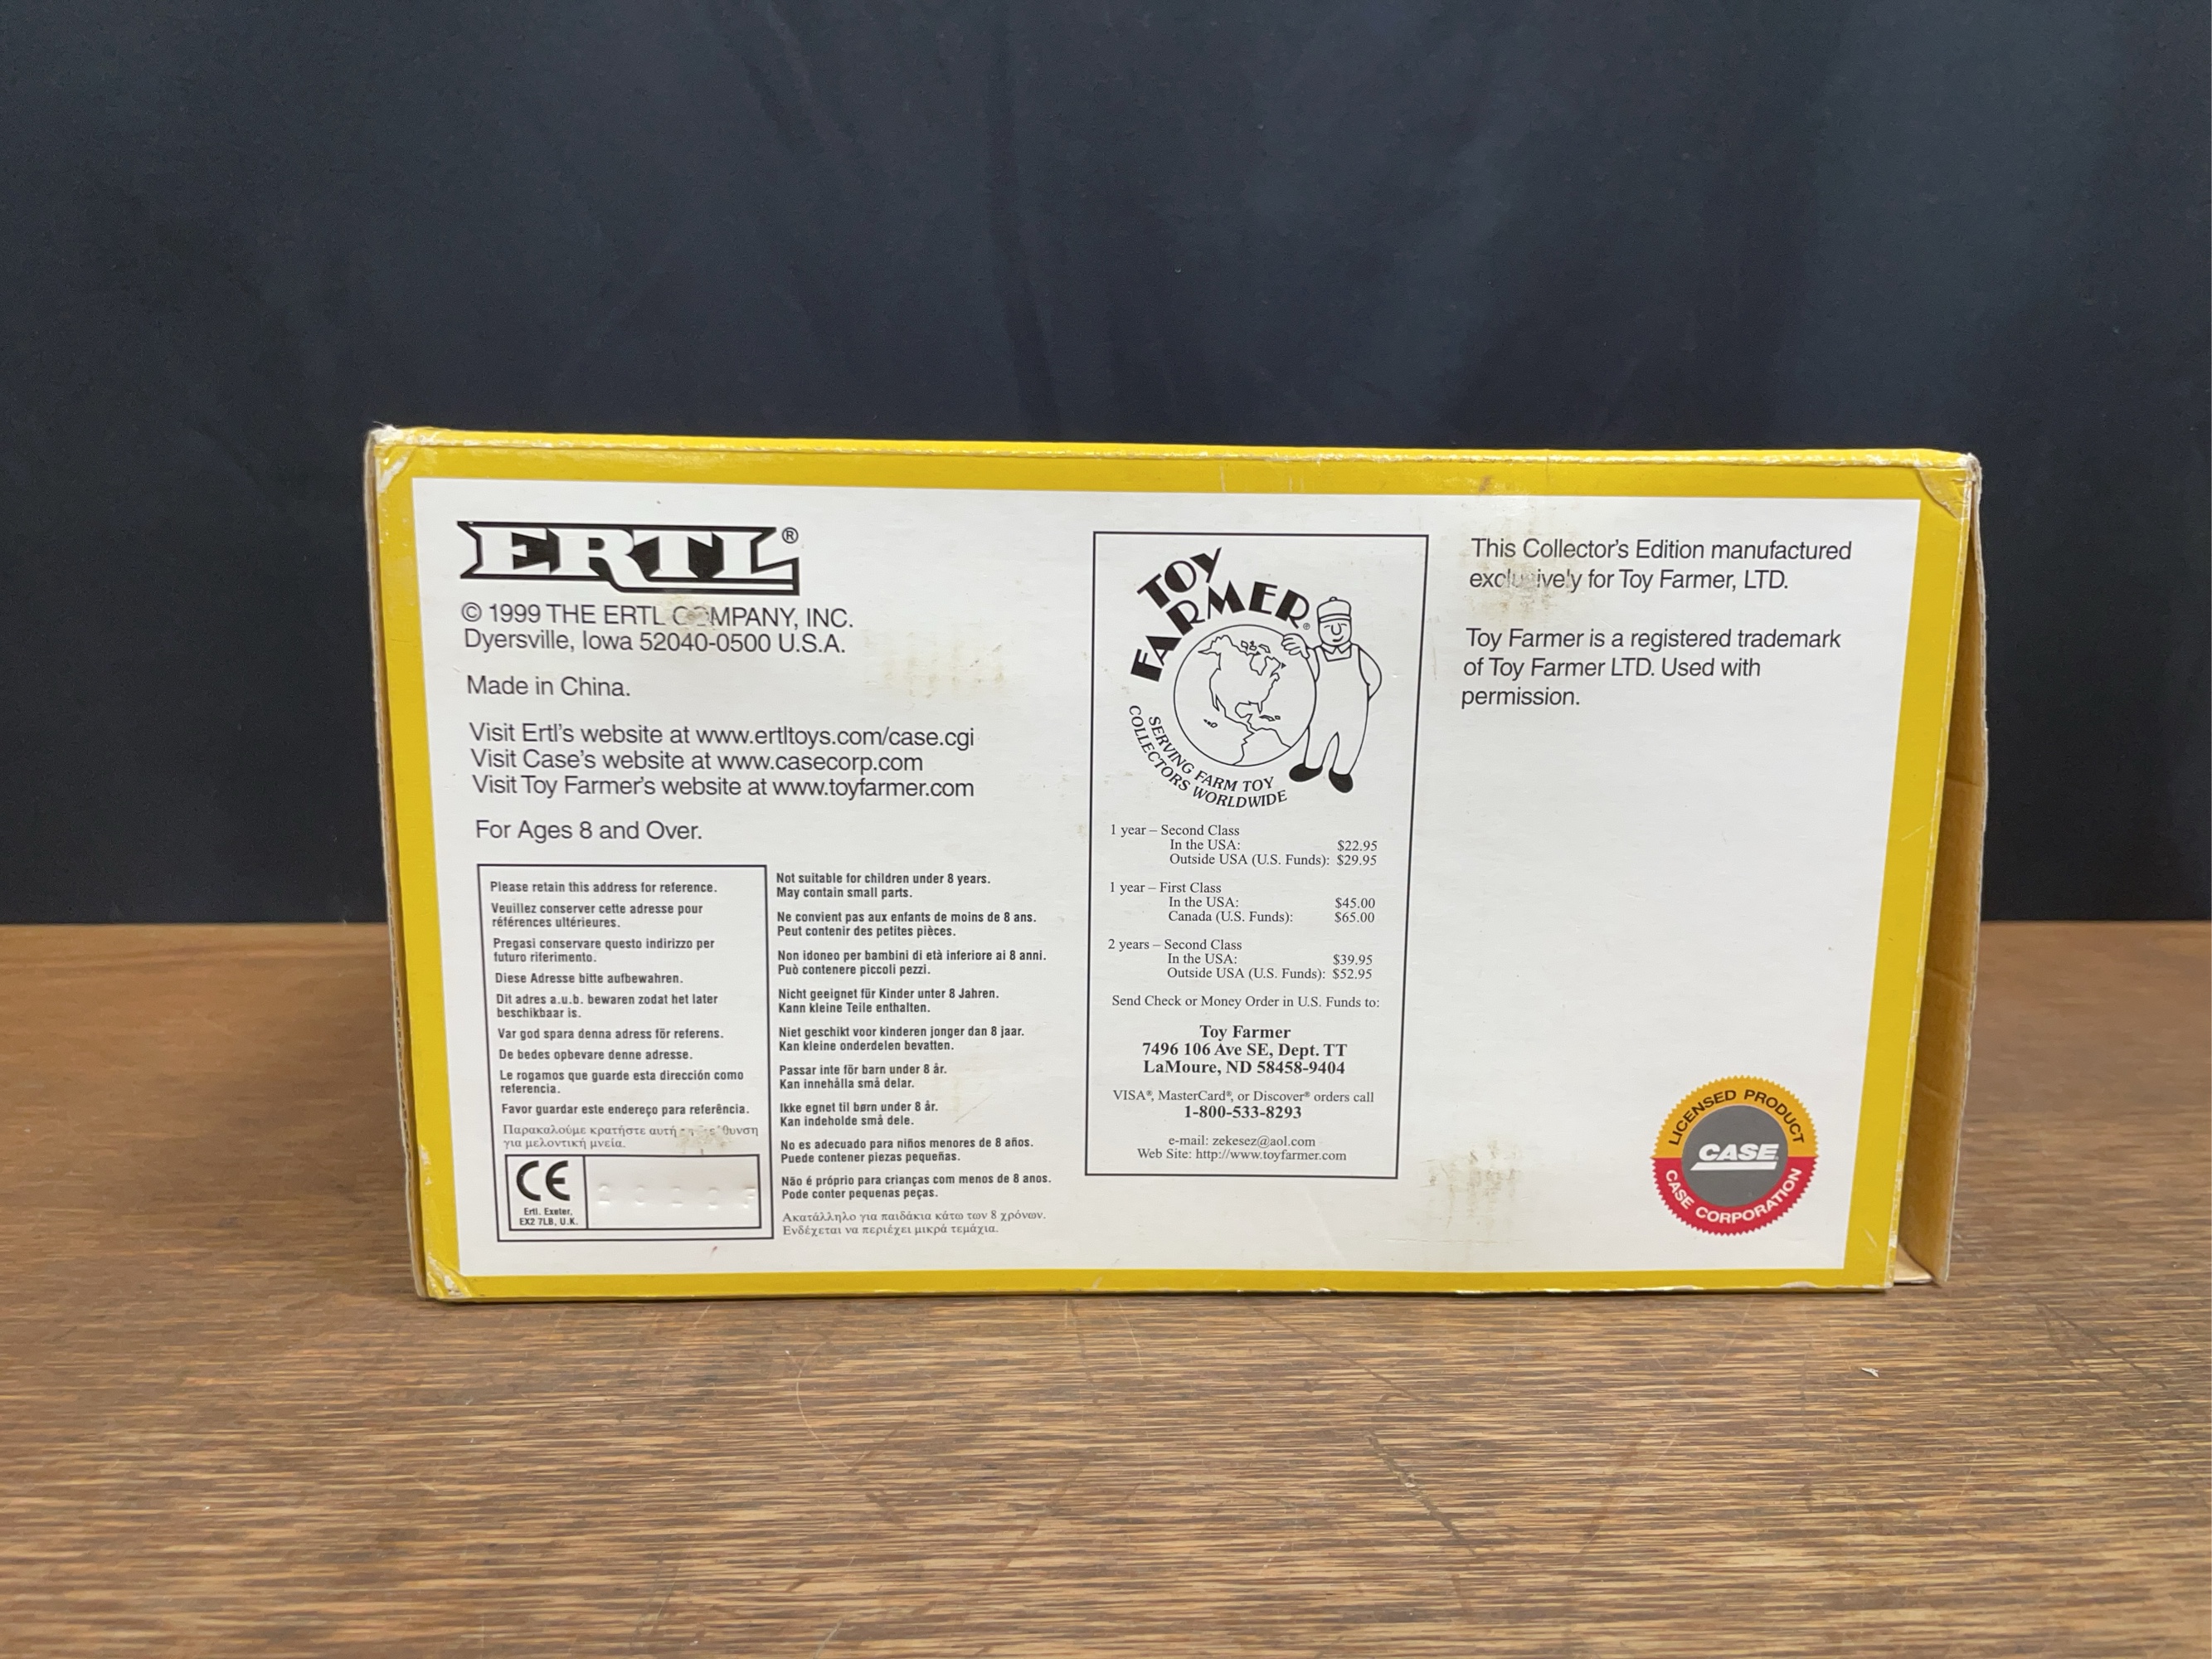 ERTL®
© 1999 THE ERTL COMPANY, INC.
Dyersville, Iowa 52040-0500 U.S.A.
Made in China.
Visit Ertl's website at www.ertltoys.com/case.cgi
Visit Case's website at www.casecorp.com
Visit Toy Farmer's website at www.toyfarmer.com
For Ages 8 and Over.
Please retain this address for reference.
Veuillez conserver cette adresse pour
références ultérieures.
Pregasi conservare questo indirizzo per
futuro riferimento.
Diese Adresse bitte aufbewahren.
Dit adres a.u.b. bewaren zodat het later
beschikbaar is.
Var god spara denna adress för referens.
De bedes opbevare denne adresse.
Le rogamos que guarde esta dirección como
referencia.
Favor guardar este endereço para referência.
Παρακαλούμε κρατήστε αυτή
για μελοντική μνεία.
CE
Ertl. Exeter,
EX2 7LB, U.K.
Not suitable for children under 8 years.
May contain small parts.
Ne convient pas aux enfants de moins de 8 ans.
Peut contenir des petites pièces.
Non idoneo per bambini di età inferiore ai 8 anni.
Può contenere piccoli pezzi.
Nicht geeignet für Kinder unter 8 Jahren.
Kann kleine Teile enthalten.
Niet geschikt voor kinderen jonger dan 8 jaar.
Kan kleine onderdelen bevatten.
Passar inte för barn under 8 år.
Kan innehålla små delar.
Ikke egnet til børn under 8 år.
Kan indeholde små dele.
No es adecuado para niños menores de 8 años.
Puede contener piezas pequeñas.
Não é próprio para crianças com menos de 8 anos.
Pode conter pequenas peças.
Ακατάλληλο για παιδάκια κάτω των 8 χρόνων.
Ενδέχεται να περιέχει μικρά τεμάχια.
TOY
FARMER®
SERVING FARM TOY
COLLECTORS WORLDWIDE
1 year – Second Class
In the USA: $22.95
Outside USA (U.S. Funds): $29.95
1 year – First Class
In the USA: $45.00
Canada (U.S. Funds): $65.00
2 years – Second Class
In the USA: $39.95
Outside USA (U.S. Funds): $52.95
Send Check or Money Order in U.S. Funds to:
Toy Farmer
7496 106 Ave SE, Dept. TT
LaMoure, ND 58458-9404
VISA®, MasterCard®, or Discover® orders call
1-800-533-8293
e-mail: zekesez@aol.com
Web Site: http://www.toyfarmer.com
This Collector's Edition manufactured
exclusively for Toy Farmer, LTD.
Toy Farmer is a registered trademark
of Toy Farmer LTD. Used with
permission.
LICENSED PRODUCT
CASE
CASE CORPORATION